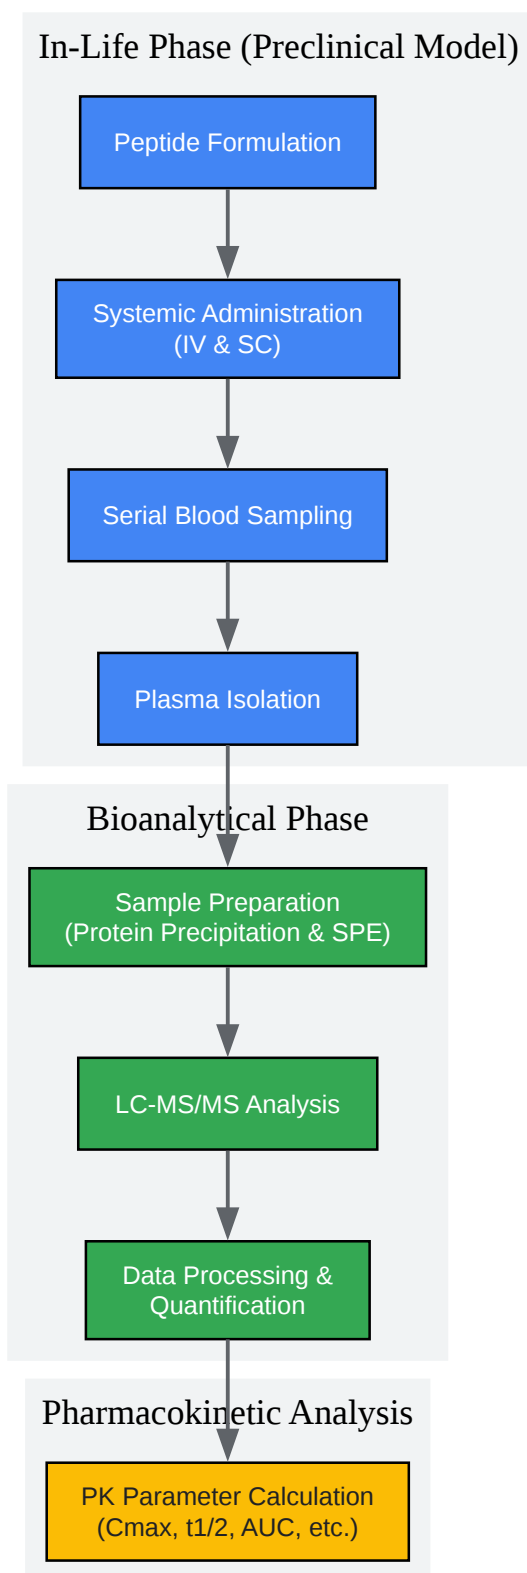 In-Life Phase (Preclinical Model)
Peptide Formulation
Systemic Administration
(IV & SC)
Serial Blood Sampling
Plasma Isolation
Bioanalytical Phase
Sample Preparation
(Protein Precipitation & SPE)
LC-MS/MS Analysis
Data Processing &
Quantification
Pharmacokinetic Analysis
PK Parameter Calculation
(Cmax, t1/2, AUC, etc.)